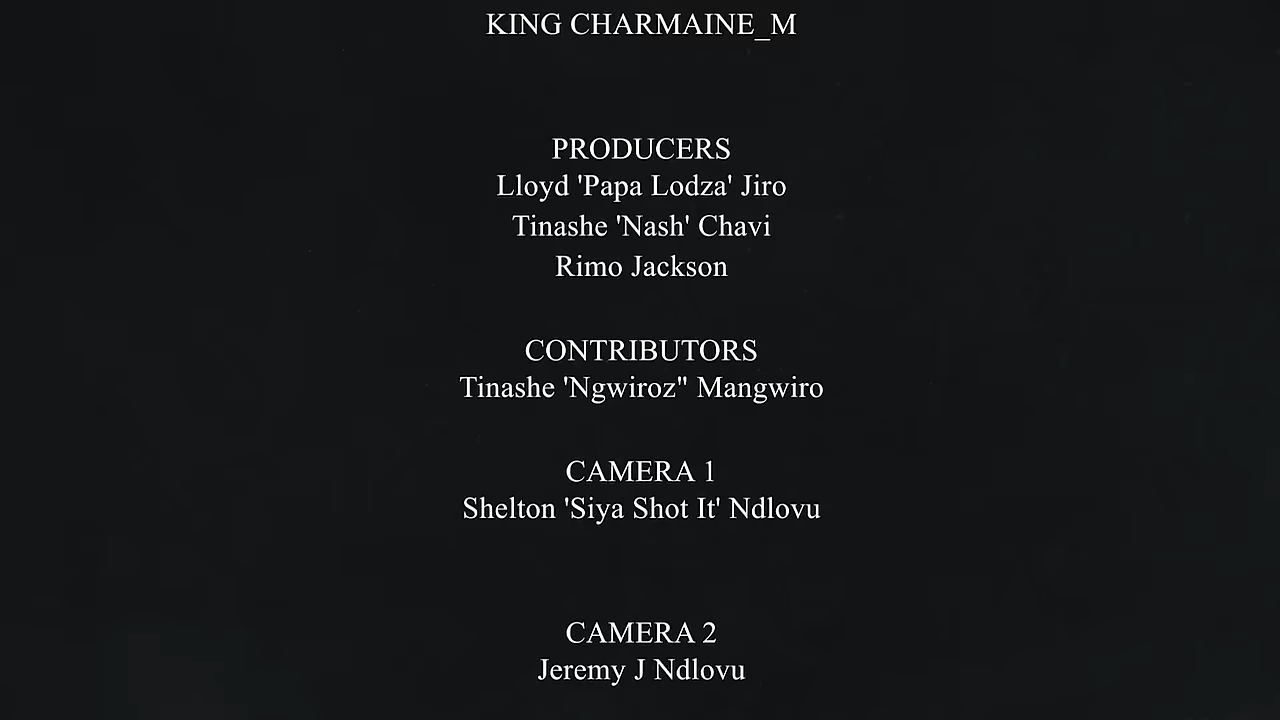 KING CHARMAINE_M
PRODUCERS
Lloyd 'Papa Lodza' Jiro
Tinashe 'Nash' Chavi
Rimo Jackson
CONTRIBUTORS
Tinashe 'Ngwiroz" Mangwiro
CAMERA 1
Shelton 'Siya Shot It' Ndlovu
CAMERA 2
Jeremy J Ndlovu